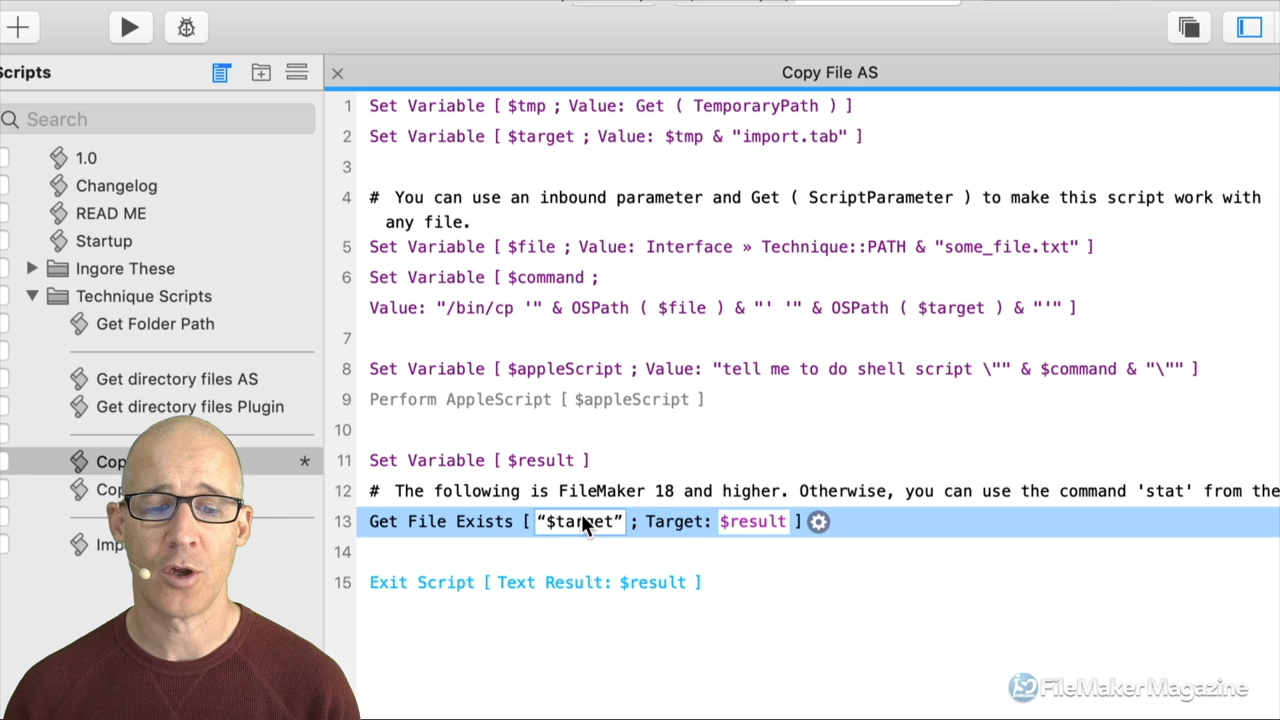 Scripts
Copy File AS
Search
1.0
Changelog
READ ME
Startup
Ingore These
Technique Scripts
Get Folder Path
Get directory files AS
Get directory files Plugin
Cop
*
Cop
Imp
1 Set Variable [ $tmp ; Value: Get ( TemporaryPath ) ]
2 Set Variable [ $target ; Value: $tmp & "import.tab" ]
3
4 # You can use an inbound parameter and Get ( ScriptParameter ) to make this script work with
any file.
5 Set Variable [ $file ; Value: Interface » Technique::PATH & "some_file.txt" ]
6 Set Variable [ $command ;
Value: "/bin/cp '" & OSPath ( $file ) & "' '" & OSPath ( $target ) & "'" ]
7
8 Set Variable [ $appleScript ; Value: "tell me to do shell script \"" & $command & "\"" ]
9 Perform AppleScript [ $appleScript ]
10
11 Set Variable [ $result ]
12 # The following is FileMaker 18 and higher. Otherwise, you can use the command 'stat' from the
13 Get File Exists [ “$target” ; Target: $result ]
14
15 Exit Script [ Text Result: $result ]
FileMaker Magazine